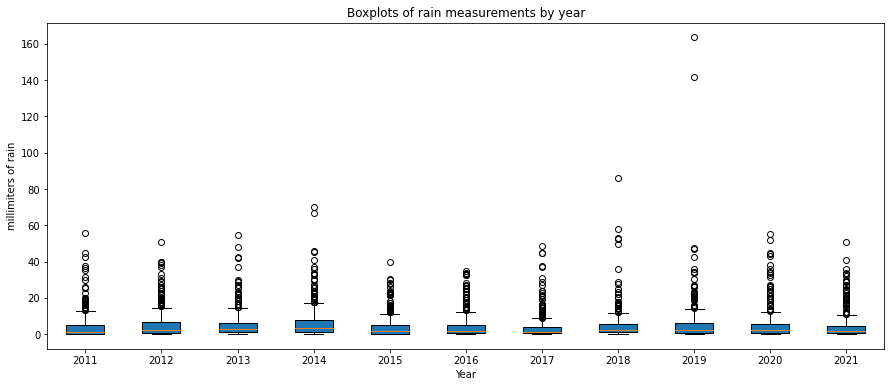 Boxplots of rain measurements by year
millimiters of rain
160
140
120
100
80
60
40
20
0
2011 2012 2013 2014 2015 2016 2017 2018 2019 2020 2021
Year